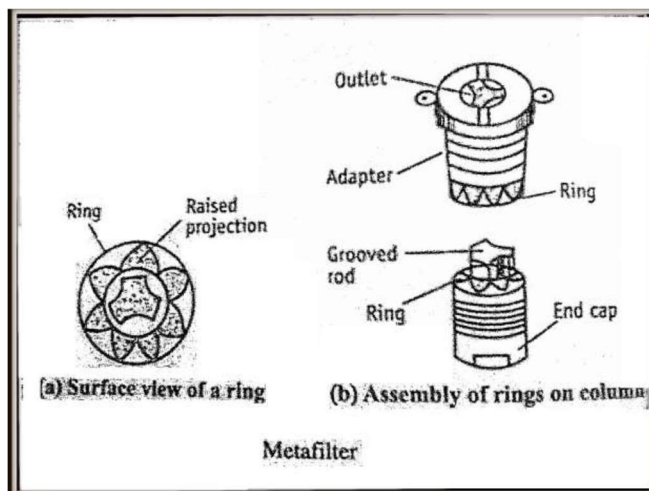 Outlet
Adapter
Ring
Ring
Raised
projection
Grooved
rod
Ring
End cap
(a) Surface view of a ring
(b) Assembly of rings on column
Metafilter